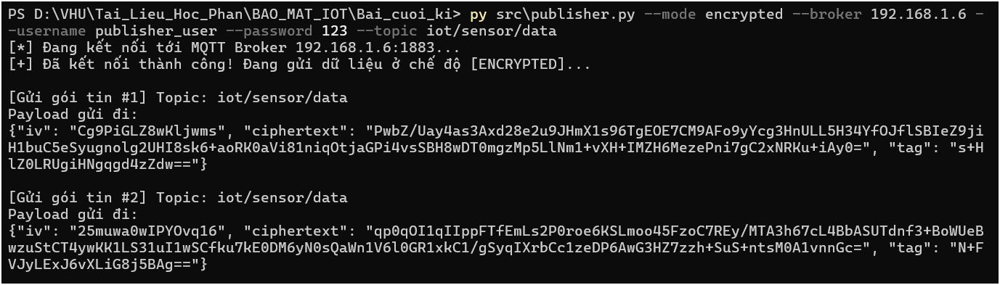 PS D:\VHU\Tai_Lieu_Hoc_Phan\BAO_MAT_IOT\Bai_cuoi_ki> py src\publisher.py --mode encrypted --broker 192.168.1.6 -
-username publisher_user --password 123 --topic iot/sensor/data
[*] Đang kết nối tới MQTT Broker 192.168.1.6:1883...
[+] Đã kết nối thành công! Đang gửi dữ liệu ở chế độ [ENCRYPTED]...
[Gửi gói tin #1] Topic: iot/sensor/data
Payload gửi đi:
{"iv": "Cg9PiGLZ8wKljwms", "ciphertext": "PwbZ/Uay4as3Axd28e2u9JHmX1s96TgEOE7CM9AFo9yYcg3HnULL5H34YfOJflSBIeZ9ji
H1buC5eSyugnolg2UHI8sk6+aoRK0aVi81niqOtjaGPi4vsSBH8wDT0mgzMp5LlNm1+vXH+IMZH6MezePni7gC2xNRKu+iAy0=", "tag": "s+H
lZ0LRUgiHNgqgd4zZdw=="}
[Gửi gói tin #2] Topic: iot/sensor/data
Payload gửi đi:
{"iv": "25muwa0wIPYOvq16", "ciphertext": "qp0qOI1qIIppFTfEmLs2P0roe6KSLmoo45FzoC7REy/MTA3h67cL4BbASUTdnf3+BoWUeB
wzuStCT4ywKK1LS31uI1wSCfku7kE0DM6yN0sQaWn1V6l0GR1xkC1/gSyqIXrbCc1zeDP6AwG3HZ7zzh+SuS+ntsM0A1vnnGc=", "tag": "N+F
VJyLExJ6vXLiG8j5BAg=="}